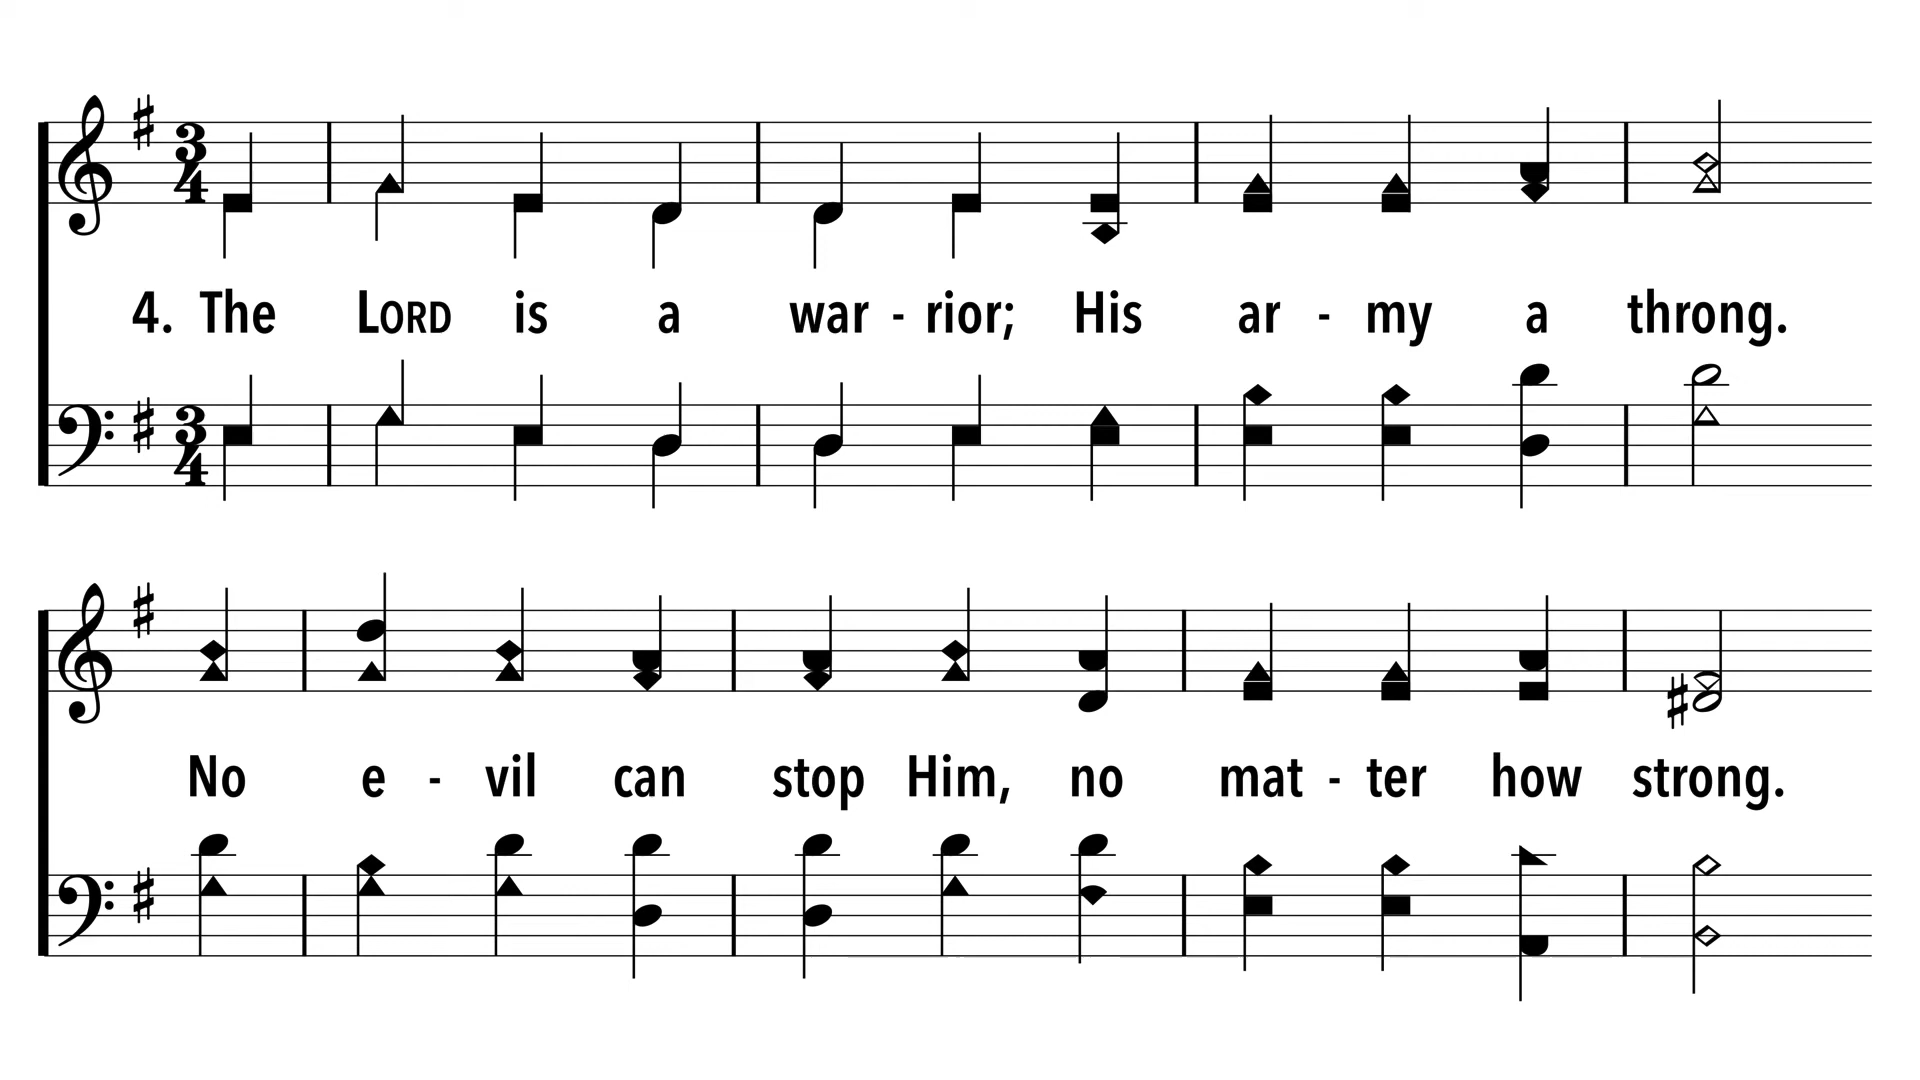 4. The LORD is a war - rior; His ar - my a throng.
No e - vil can stop Him, no mat - ter how strong.